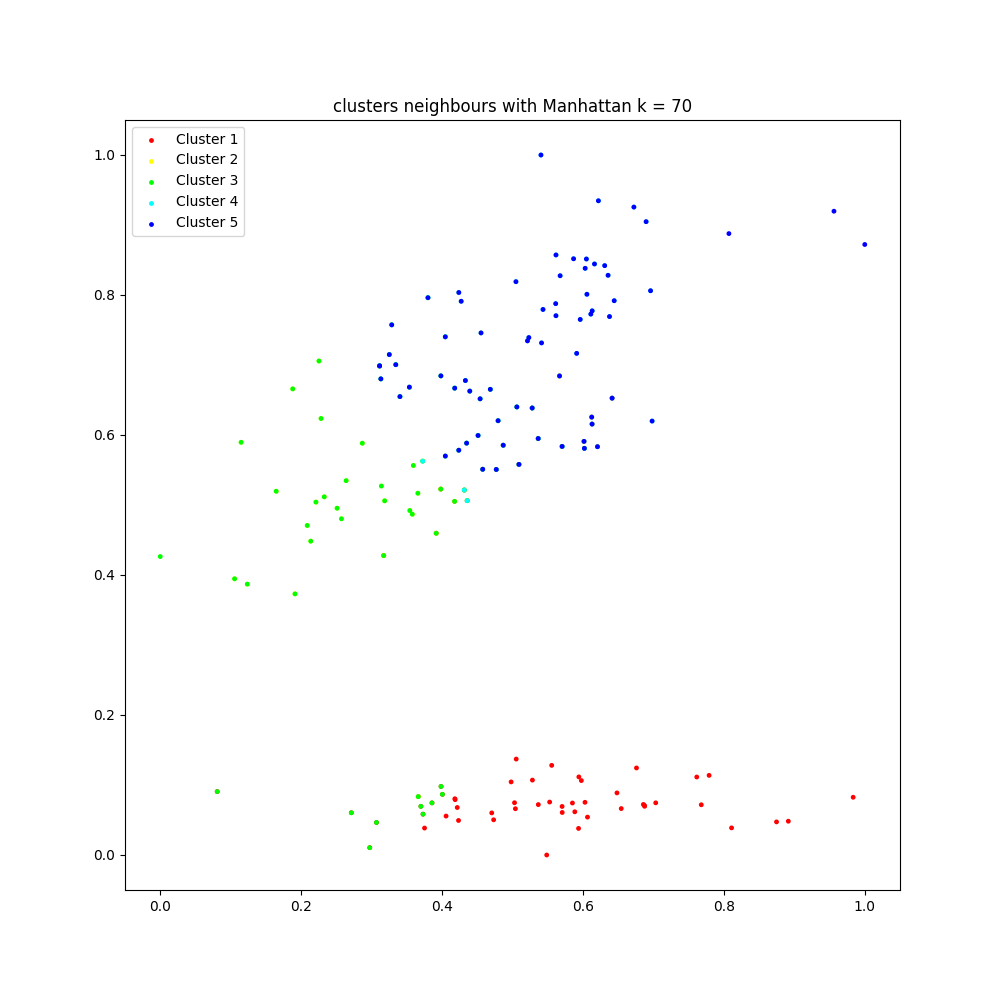 clusters neighbours with Manhattan k = 70
Cluster 1
Cluster 2
Cluster 3
Cluster 4
Cluster 5
1.0
0.8
0.6
0.4
0.2
0.0
0.0 0.2 0.4 0.6 0.8 1.0